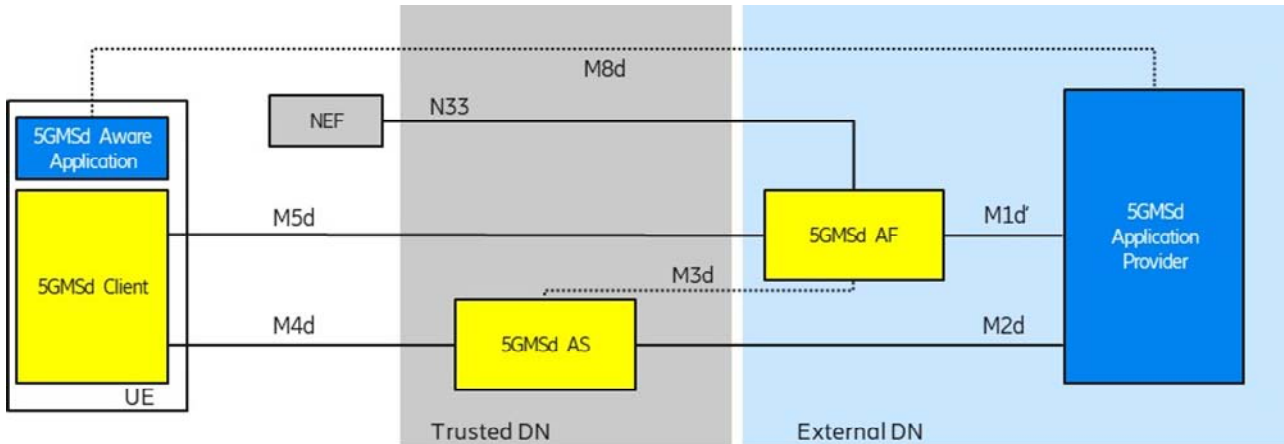 M8d
NEF
N33
5GMSd Aware
Application
M5d
5GMSd AF
M1d'
5GMSd
Application
Provider
5GMSd Client
M3d
M4d
5GMSd AS
M2d
UE
Trusted DN
External DN